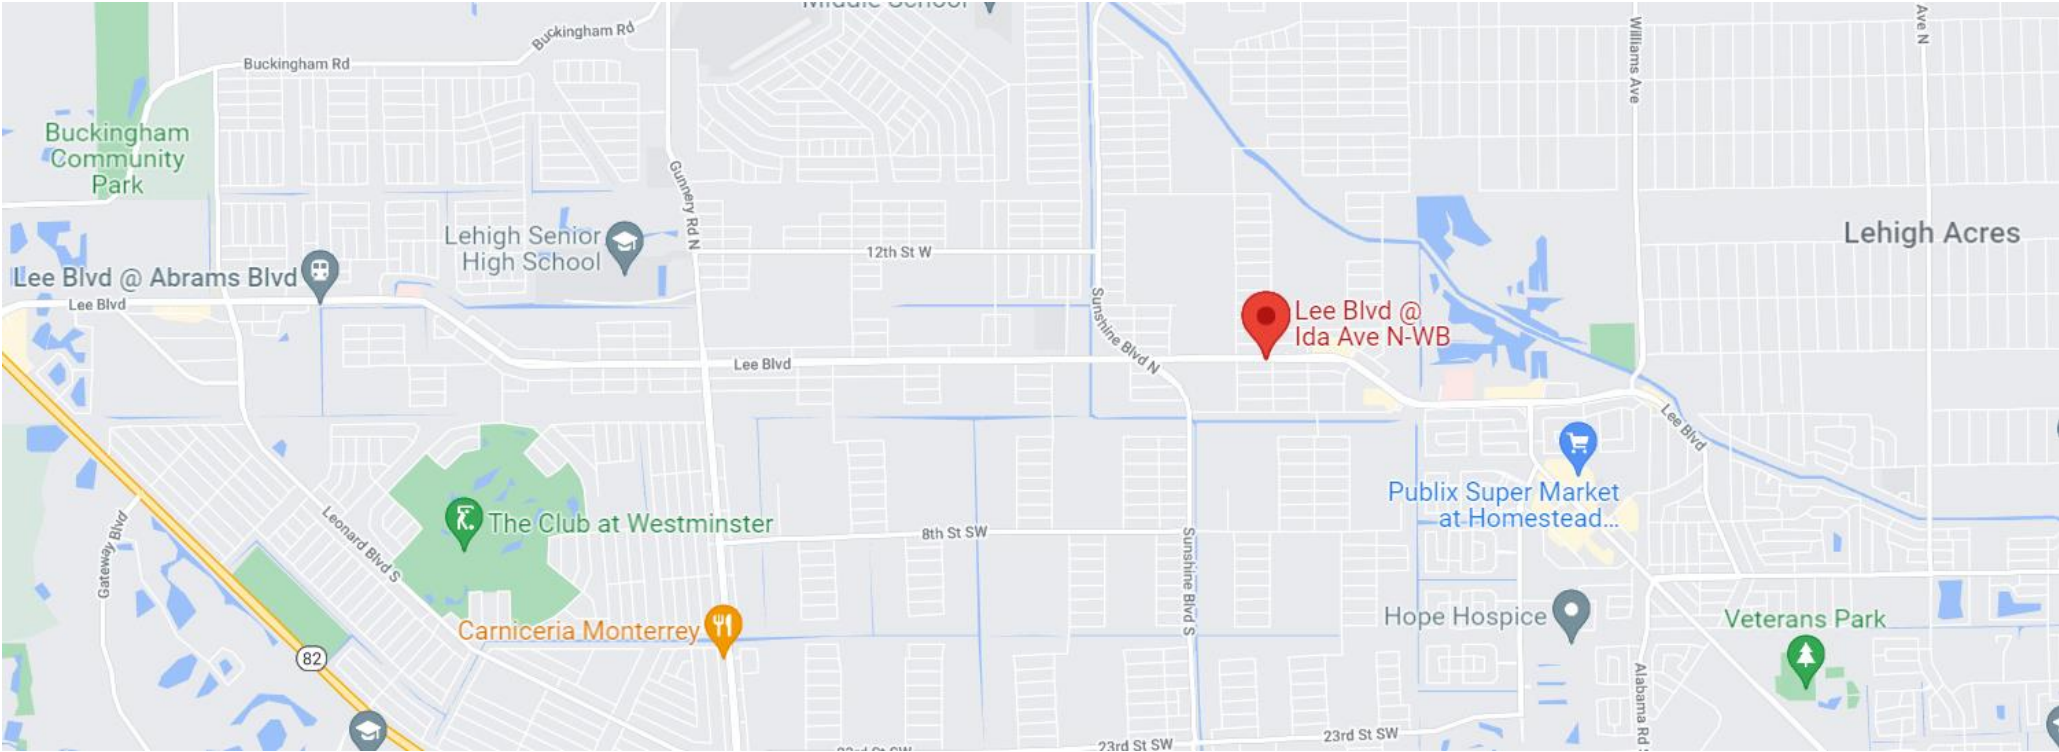 Middle School
Buckingham Rd
Buckingham Rd
Williams Ave
Ave N
Buckingham
Community
Park
Gunnery Rd N
Lehigh Senior
High School
12th St W
Lehigh Acres
Lee Blvd @ Abrams Blvd
Lee Blvd
Sunshine Blvd N
Lee Blvd @
Ida Ave N-WB
Lee Blvd
Lee Blvd
Publix Super Market
at Homestead...
Leonard Blvd S
The Club at Westminster
Gateway Blvd
8th St SW
Sunshine Blvd S
Hope Hospice
Veterans Park
Carniceria Monterrey
82
Alabama Rd
23rd St SW
23rd St SW